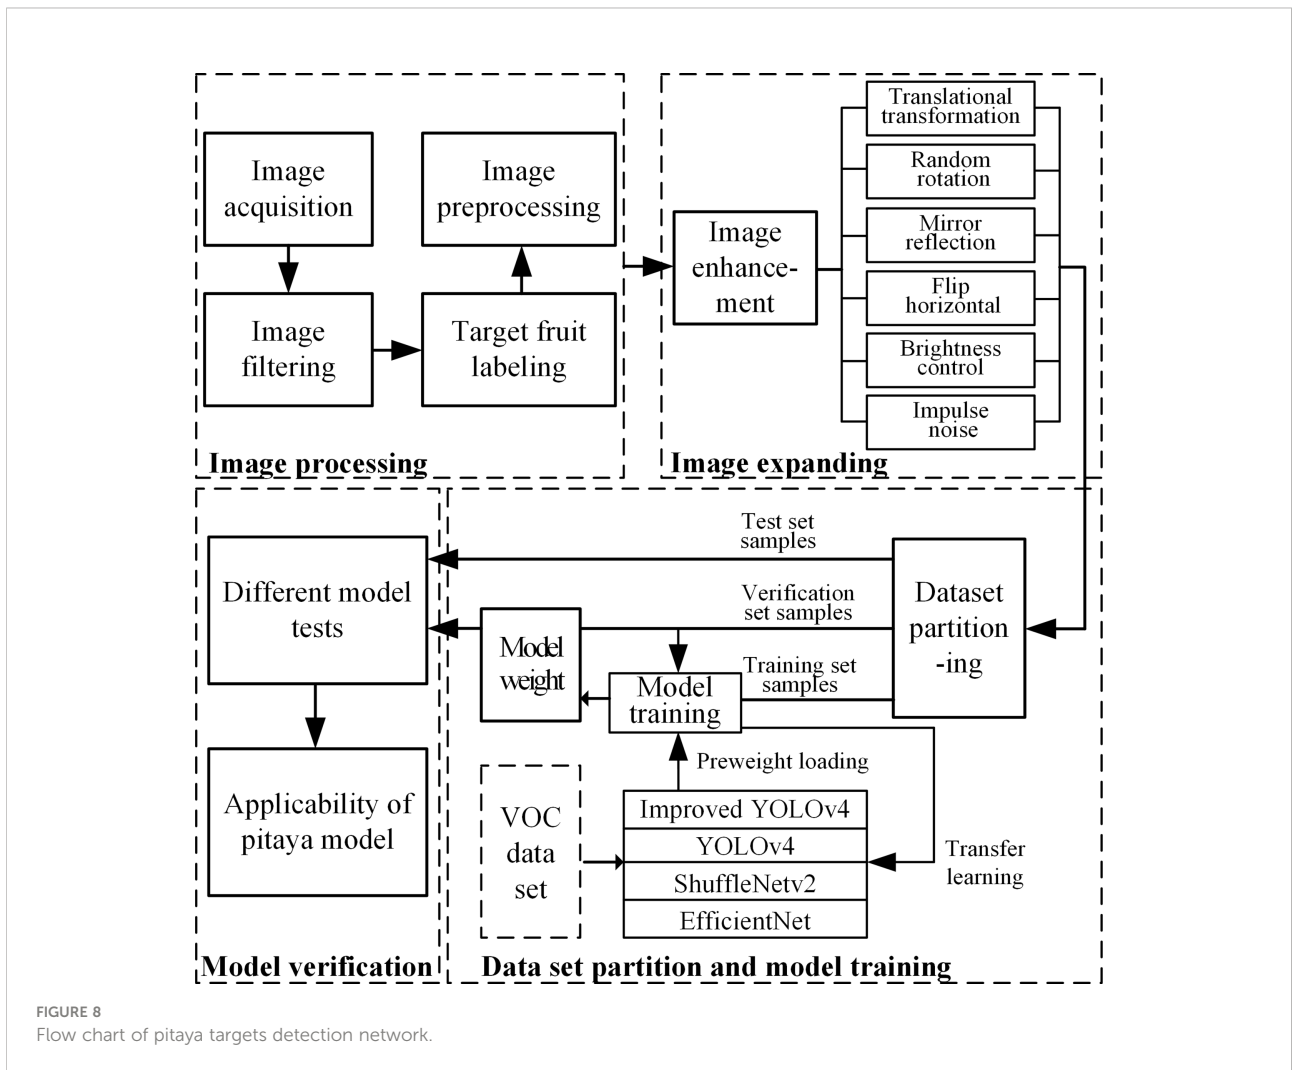 Image
acquisition
Image
preprocessing
Image
filtering
Target fruit
labeling
Image processing
Image
enhance-
ment
Translational
transformation
Random
rotation
Mirror
reflection
Flip
horizontal
Brightness
control
Impulse
noise
Image expanding
Different model
tests
Applicability of
pitaya model
Model verification
Test set
samples
Verification
set samples
Training set
samples
Dataset
partition
-ing
Model
weight
Model
training
Preweight loading
VOC
data
set
Improved YOLOv4
YOLOv4
ShuffleNetv2
EfficientNet
Transfer
learning
Data set partition and model training
FIGURE 8
Flow chart of pitaya targets detection network.